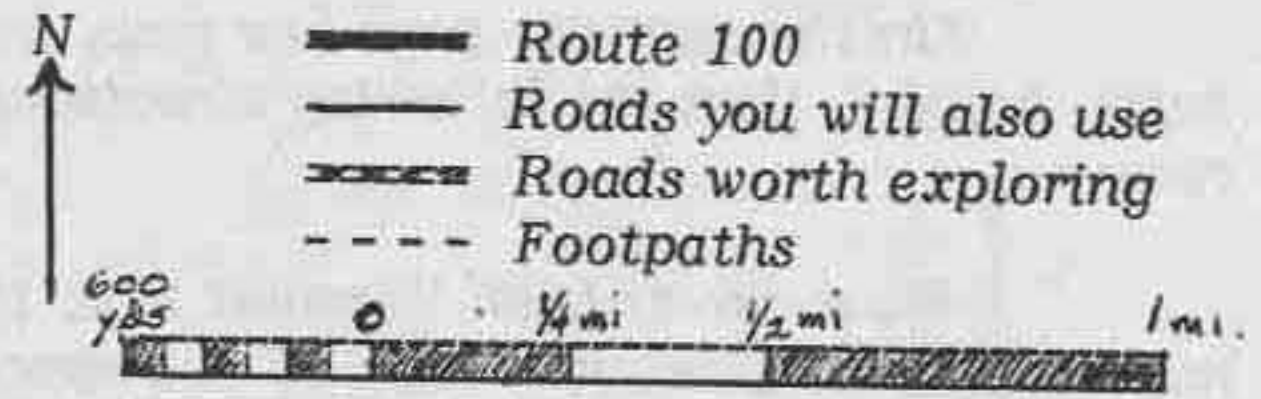 N
Route 100
Roads you will also use
Roads worth exploring
Footpaths
600 yds 0 1/4 mi 1/2 mi 1 mi.